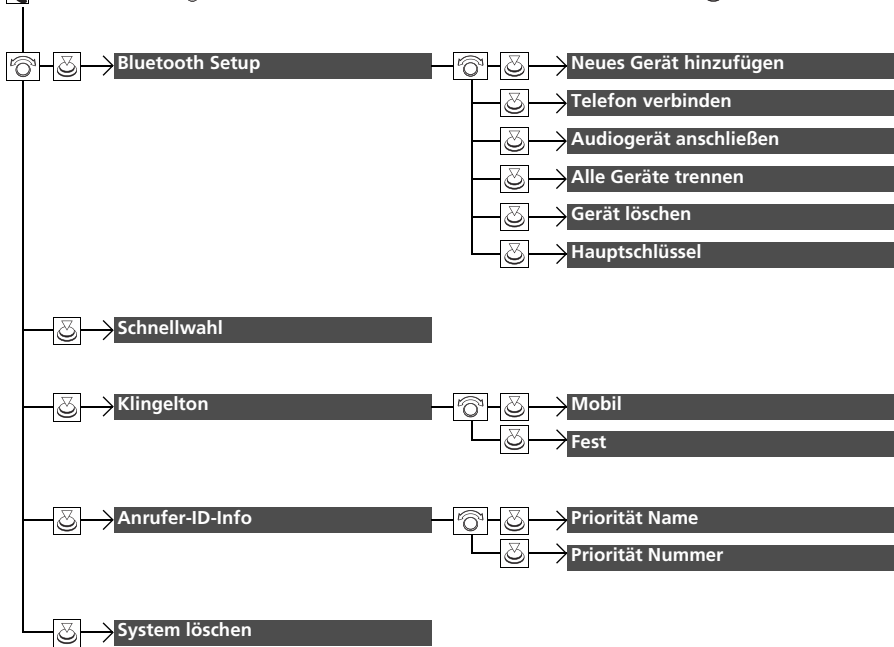 Bluetooth Setup
Neues Gerät hinzufügen
Telefon verbinden
Audiogerät anschließen
Alle Geräte trennen
Gerät löschen
Hauptschlüssel
Schnellwahl
Klingelton
Mobil
Fest
Anrufer-ID-Info
Priorität Name
Priorität Nummer
System löschen